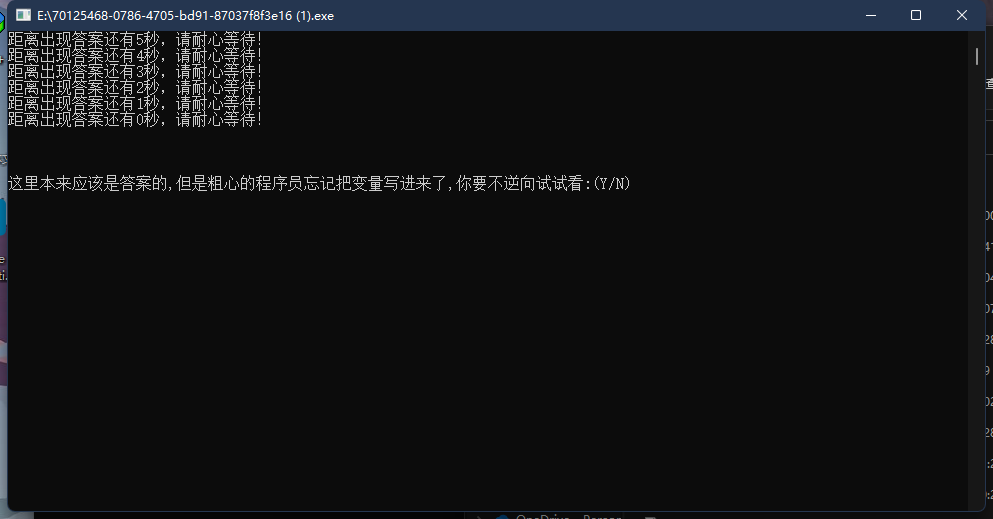 E:\70125468-0786-4705-bd91-87037f8f3e16 (1).exe
距离出现答案还有5秒，请耐心等待!
距离出现答案还有4秒，请耐心等待!
距离出现答案还有3秒，请耐心等待!
距离出现答案还有2秒，请耐心等待!
距离出现答案还有1秒，请耐心等待!
距离出现答案还有0秒，请耐心等待!
这里本来应该是答案的,但是粗心的程序员忘记把变量写进来了,你要不逆向试试看:(Y/N)